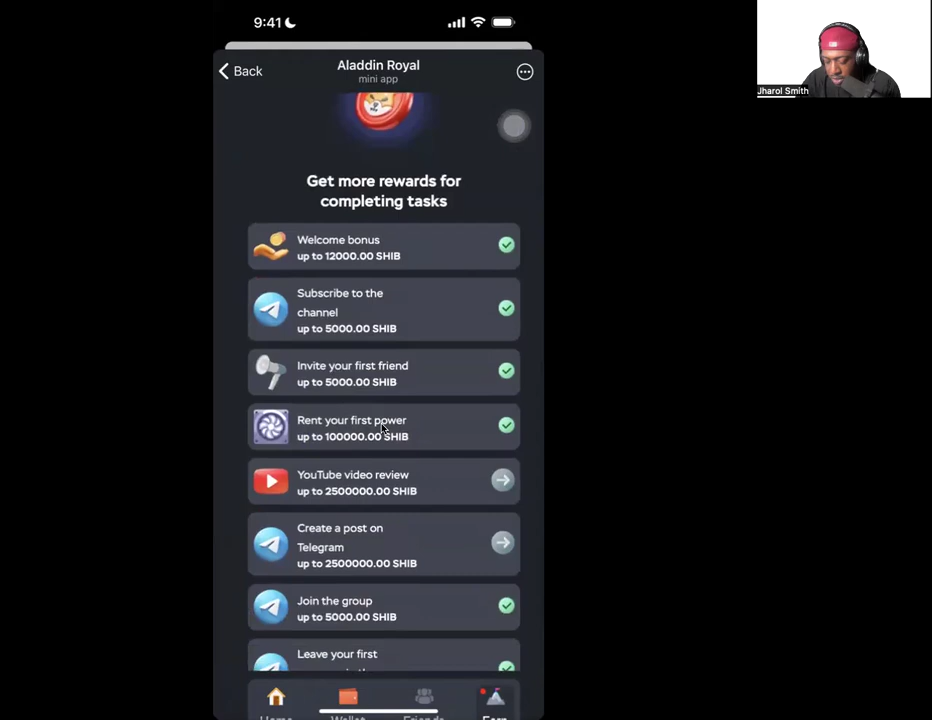 9:41
Jharol Smith
Back
Aladdin Royal
mini app
Get more rewards for
completing tasks
Welcome bonus
up to 12000.00 SHIB
Subscribe to the
channel
up to 5000.00 SHIB
Invite your first friend
up to 5000.00 SHIB
Rent your first power
up to 100000.00 SHIB
YouTube video review
up to 2500000.00 SHIB
Create a post on
Telegram
up to 2500000.00 SHIB
Join the group
up to 5000.00 SHIB
Leave your first
Home
Wallet
Friends
Earn